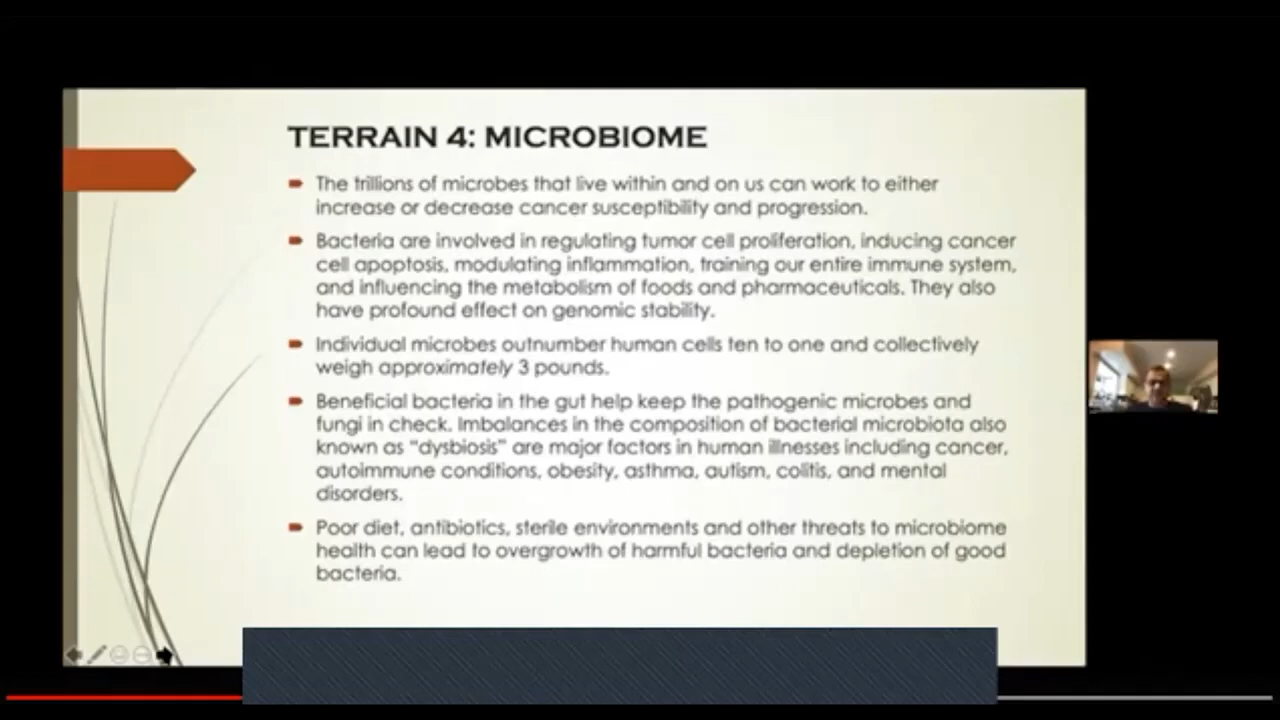 TERRAIN 4: MICROBIOME
The trillions of microbes that live within and on us can work to either
increase or decrease cancer susceptibility and progression.
Bacteria are involved in regulating tumor cell proliferation, inducing cancer
cell apoptosis, modulating inflammation, training our entire immune system,
and influencing the metabolism of foods and pharmaceuticals. They also
have profound effect on genomic stability.
Individual microbes outnumber human cells ten to one and collectively
weigh approximately 3 pounds.
Beneficial bacteria in the gut help keep the pathogenic microbes and
fungi in check. Imbalances in the composition of bacterial microbiota also
known as “dysbiosis” are major factors in human illnesses including cancer,
autoimmune conditions, obesity, asthma, autism, colitis, and mental
disorders.
Poor diet, antibiotics, sterile environments and other threats to microbiome
health can lead to overgrowth of harmful bacteria and depletion of good
bacteria.